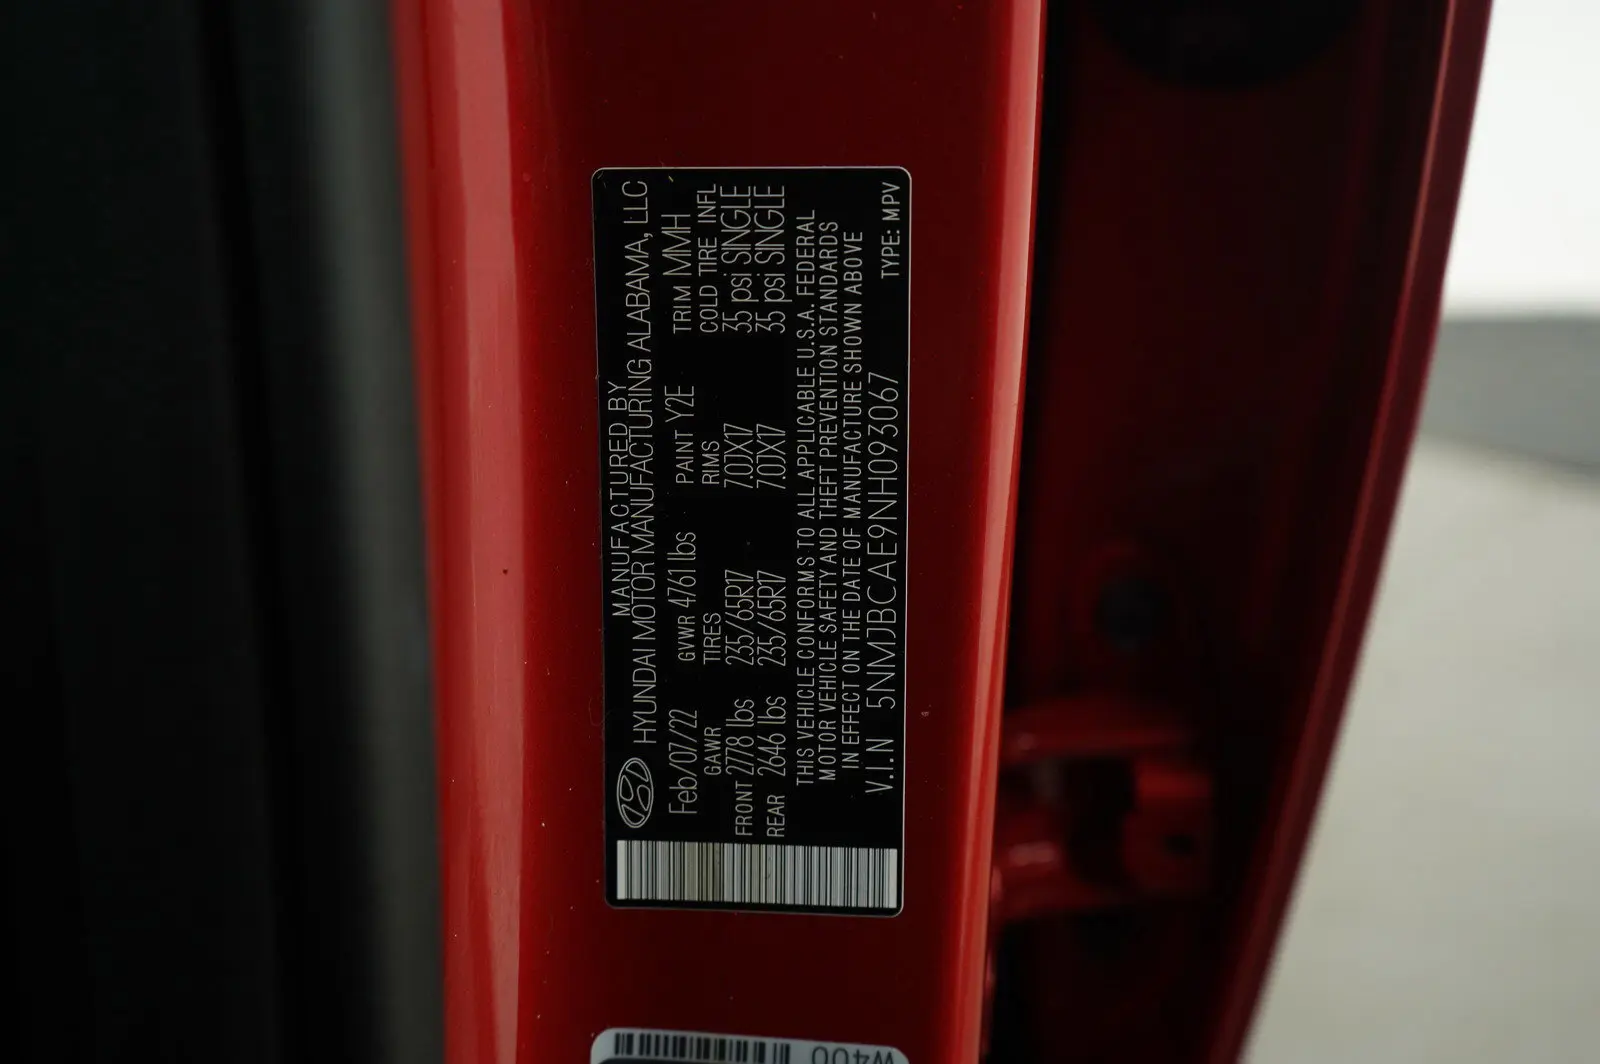 MANUFACTURED BY
HYUNDAI MOTOR MANUFACTURING ALABAMA, LLC
Feb/07/22 GVWR 4761 lbs PAINT Y2E TRIM MMH
GAWR TIRES RIMS COLD TIRE INFL
FRONT 2778 lbs 235/65R17 7.0JX17 35 psi SINGLE
REAR 2646 lbs 235/65R17 7.0JX17 35 psi SINGLE
THIS VEHICLE CONFORMS TO ALL APPLICABLE U.S.A. FEDERAL
MOTOR VEHICLE SAFETY AND THEFT PREVENTION STANDARDS
IN EFFECT ON THE DATE OF MANUFACTURE SHOWN ABOVE
V.I.N 5NMJBCAE9NH093067 TYPE: MPV
W400